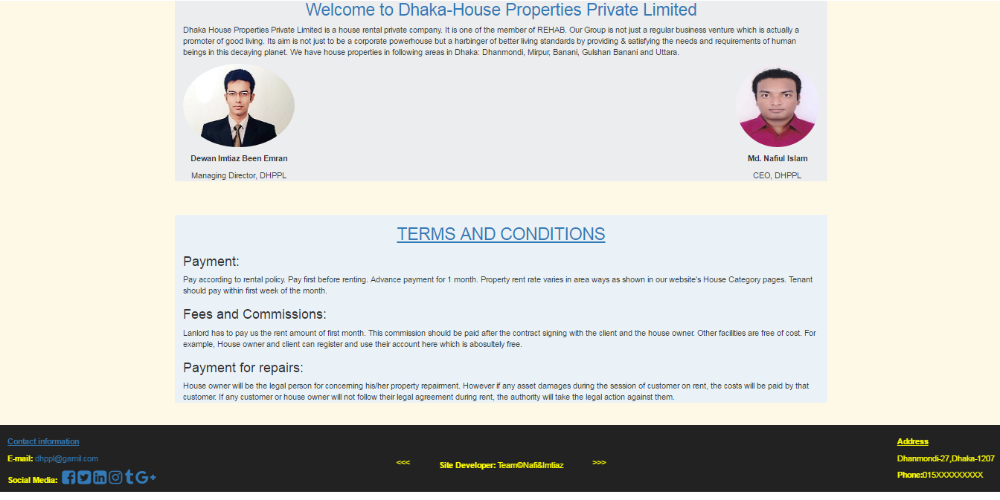 Welcome to Dhaka-House Properties Private Limited
Dhaka House Properties Private Limited is a house rental private company. It is one of the member of REHAB. Our Group is not just a regular business venture which is actually a
promoter of good living. Its aim is not just to be a corporate powerhouse but a harbinger of better living standards by providing & satisfying the needs and requirements of human
beings in this decaying planet. We have house properties in following areas in Dhaka: Dhanmondi, Mirpur, Banani, Gulshan Banani and Uttara.
Dewan Imtiaz Been Emran
Managing Director, DHPPL
Md. Nafiul Islam
CEO, DHPPL
TERMS AND CONDITIONS
Payment:
Pay according to rental policy. Pay first before renting. Advance payment for 1 month. Property rent rate varies in area ways as shown in our website's House Category pages. Tenant
should pay within first week of the month.
Fees and Commissions:
Lanlord has to pay us the rent amount of first month. This commission should be paid after the contract signing with the client and the house owner. Other facilities are free of cost. For
example, House owner and client can register and use their account here which is abosultely free.
Payment for repairs:
House owner will be the legal person for concerning his/her property repairment. However if any asset damages during the session of customer on rent, the costs will be paid by that
customer. If any customer or house owner will not follow their legal agreement during rent, the authority will take the legal action against them.
Contact information
E-mail: dhppl@gamil.com
Social Media:
<<< Site Developer: Team©Nafi&Imtiaz >>>
Address
Dhanmondi-27,Dhaka-1207
Phone:015XXXXXXXXX